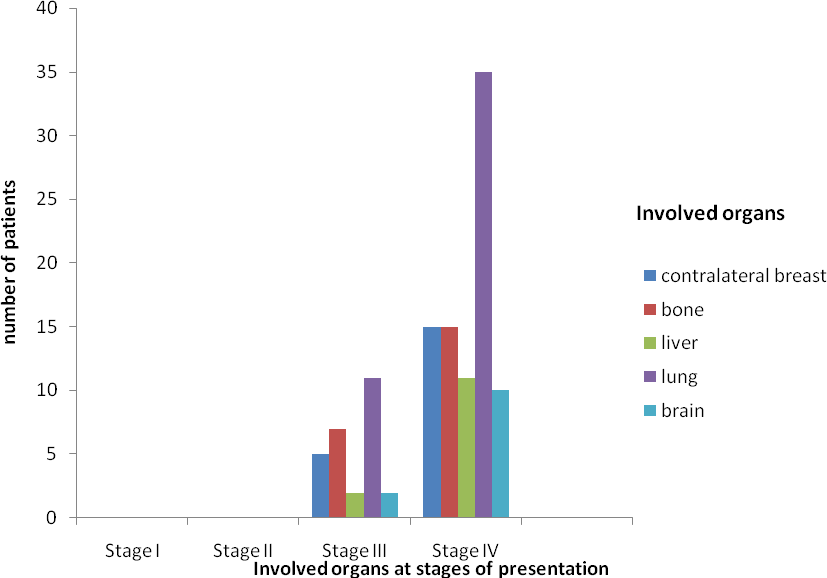 40
35
30
25
20
15
10
5
0
number of patients
Stage I
Stage II
Stage III
Stage IV
Involved organs at stages of presentation
Involved organs
contralateral breast
bone
liver
lung
brain